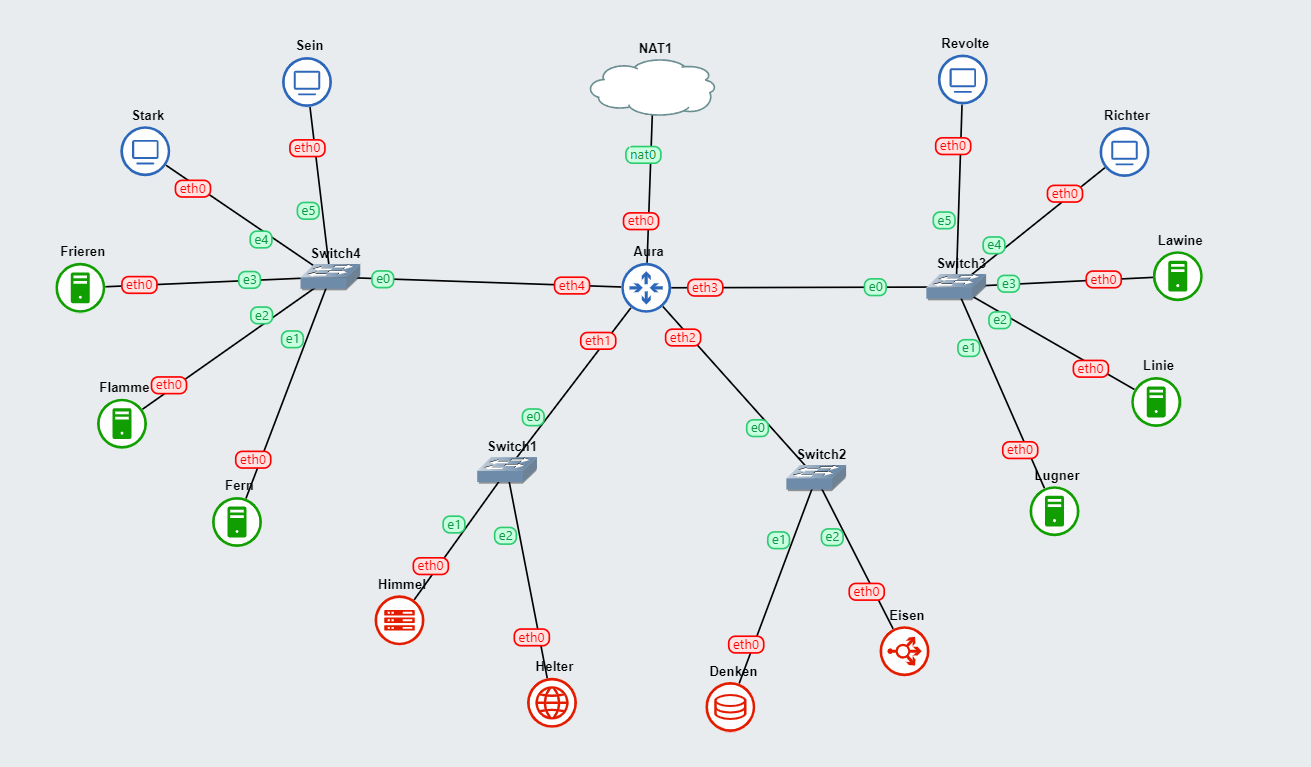 Revolte
Sein
NAT1
Richter
Stark
eth0
eth0
nat0
eth0
eth0
e5
eth0
e5
Lawine
e4
e4
Frieren
Switch4
Aura
Switch3
eth0
e3
e0
eth4
eth3
e0
e3
eth0
e2
e2
e1
eth1
eth2
e1
Linie
eth0
Flamme
eth0
e0
e0
Switch1
Switch2
eth0
eth0
Fern
Lugner
e1
e2
e1
e2
eth0
Himmel
eth0
Eisen
eth0
eth0
Helter
Denken